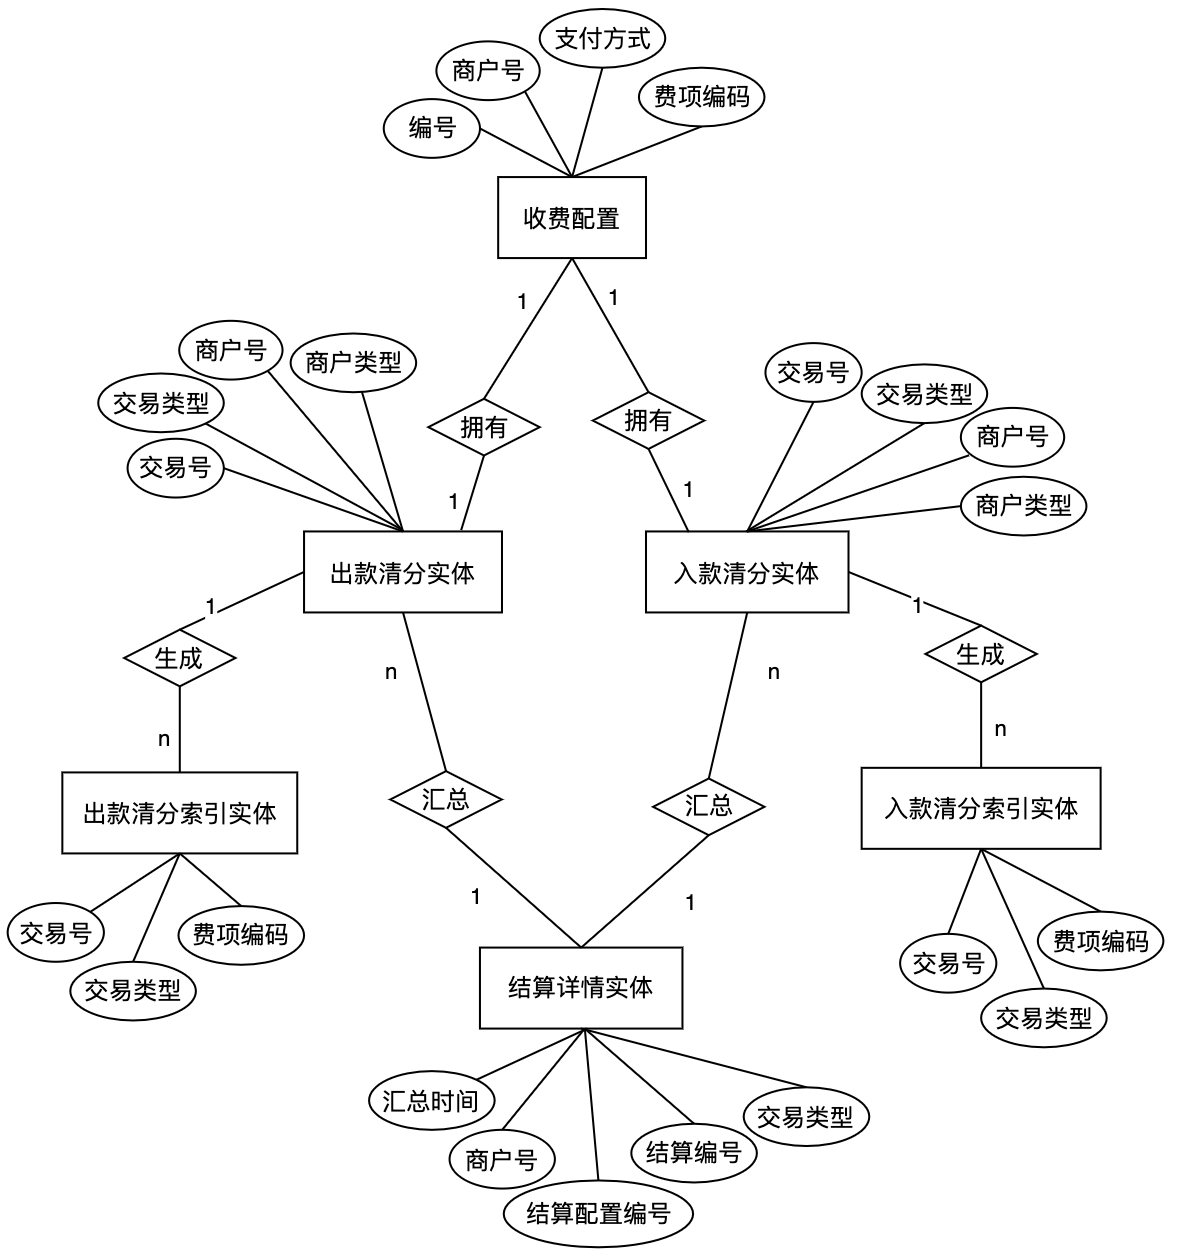 支付方式
商户号
费项编码
编号
收费配置
1
1
商户号
商户类型
交易类型
交易号
拥有
拥有
交易号
交易类型
商户号
商户类型
1
1
出款清分实体
入款清分实体
1
1
生成
生成
n
n
n
n
汇总
汇总
出款清分索引实体
入款清分索引实体
1
1
交易号
费项编码
交易类型
交易号
费项编码
交易类型
结算详情实体
汇总时间
商户号
结算配置编号
结算编号
交易类型